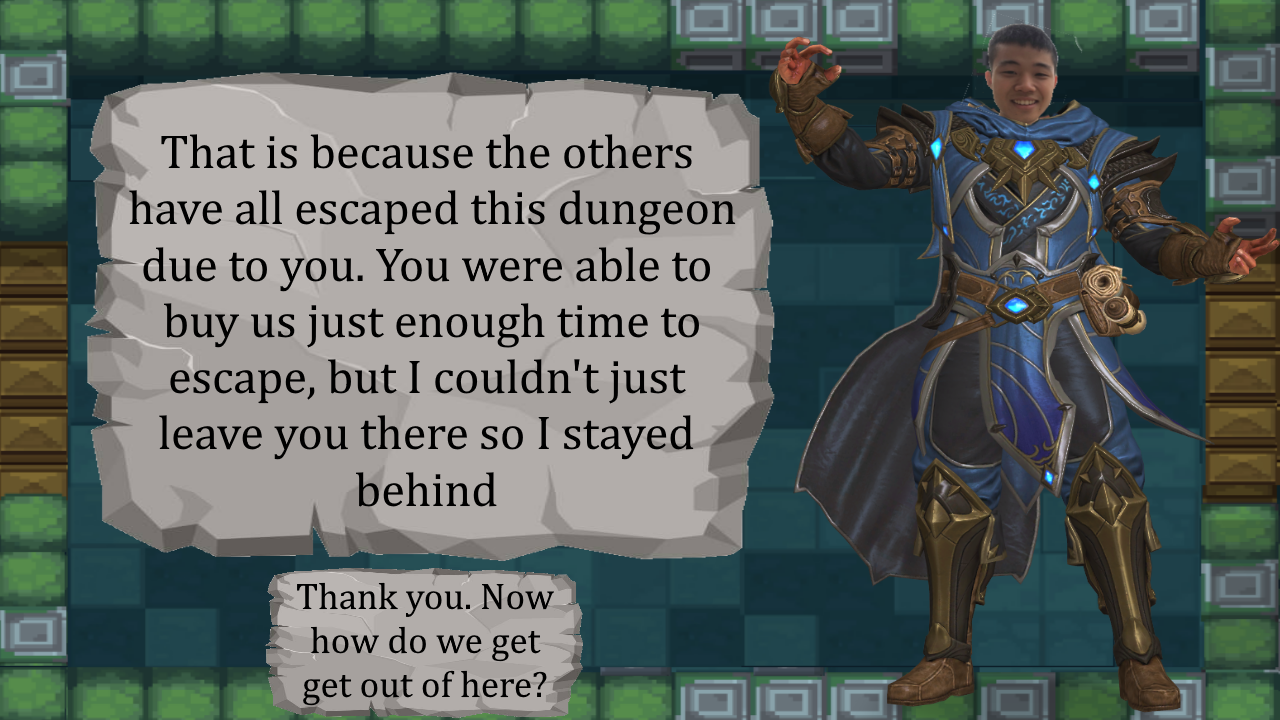 That is because the others
have all escaped this dungeon
due to you. You were able to
buy us just enough time to
escape, but I couldn't just
leave you there so I stayed
behind
Thank you. Now
how do we get
get out of here?